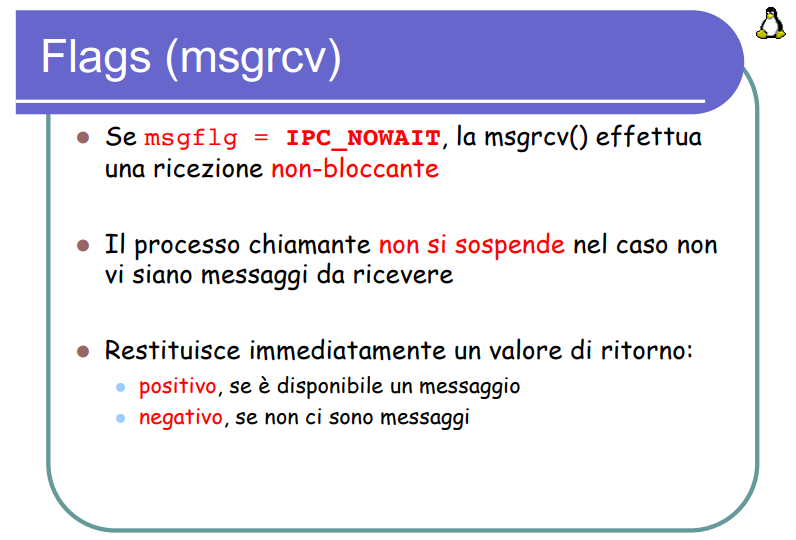 Flags (msgrcv)
Se msgflg = IPC_NOWAIT, la msgrcv() effettua
una ricezione non-bloccante
Il processo chiamante non si sospende nel caso non
vi siano messaggi da ricevere
Restituisce immediatamente un valore di ritorno:
positivo, se è disponibile un messaggio
negativo, se non ci sono messaggi